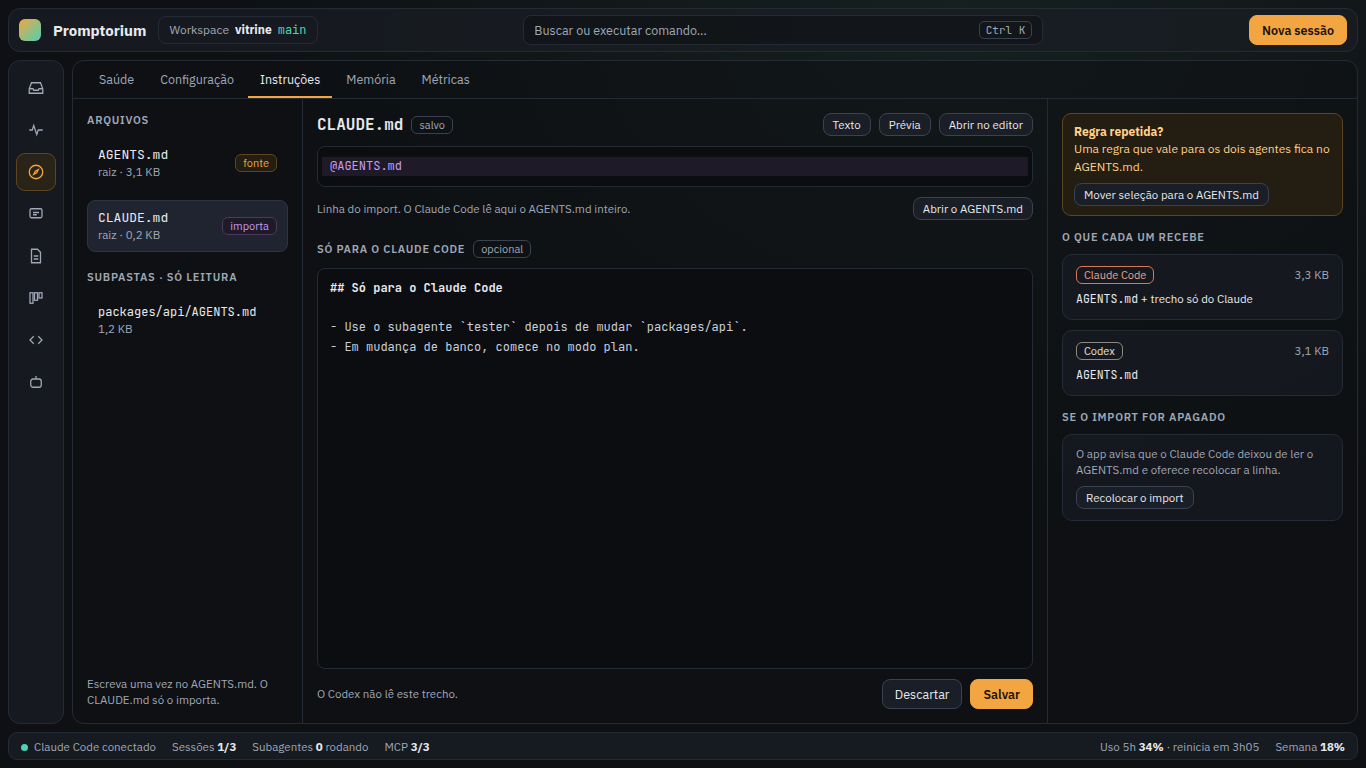 Promptorium
Workspace vitrine main
Buscar ou executar comando...
Ctrl K
Nova sessão
Saúde
Configuração
Instruções
Memória
Métricas
ARQUIVOS
AGENTS.md
raiz · 3,1 KB
fonte
CLAUDE.md
raiz · 0,2 KB
importa
SUBPASTAS · SÓ LEITURA
packages/api/AGENTS.md
1,2 KB
Escreva uma vez no AGENTS.md. O
CLAUDE.md só o importa.
CLAUDE.md
salvo
Texto
Prévia
Abrir no editor
@AGENTS.md
Linha do import. O Claude Code lê aqui o AGENTS.md inteiro.
Abrir o AGENTS.md
SÓ PARA O CLAUDE CODE
opcional
## Só para o Claude Code
- Use o subagente `tester` depois de mudar `packages/api`.
- Em mudança de banco, comece no modo plan.
O Codex não lê este trecho.
Descartar
Salvar
Regra repetida?
Uma regra que vale para os dois agentes fica no
AGENTS.md.
Mover seleção para o AGENTS.md
O QUE CADA UM RECEBE
Claude Code
3,3 KB
AGENTS.md + trecho só do Claude
Codex
3,1 KB
AGENTS.md
SE O IMPORT FOR APAGADO
O app avisa que o Claude Code deixou de ler o
AGENTS.md e oferece recolocar a linha.
Recolocar o import
Claude Code conectado
Sessões 1/3
Subagentes 0 rodando
MCP 3/3
Uso 5h 34% · reinicia em 3h05
Semana 18%